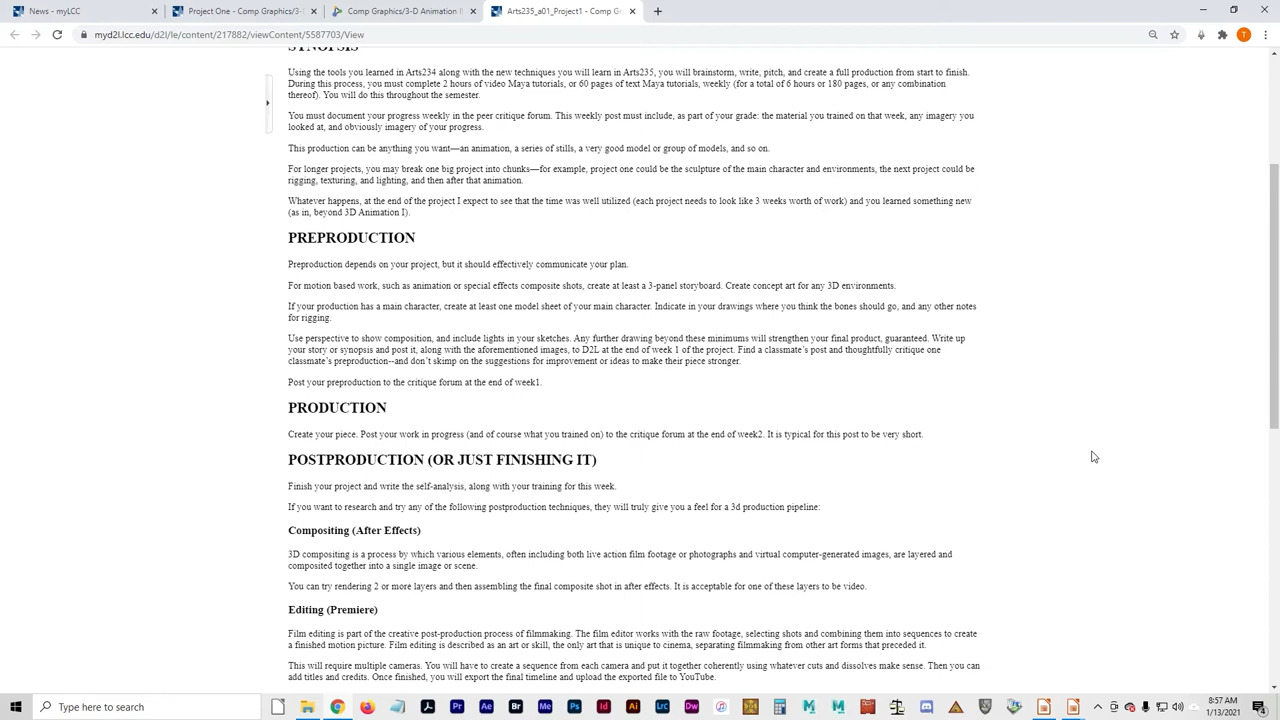 News - myLCC
Project One - Comp Graphics/3-D
Comp Graphics/3-D Animation II
Arts235_a01_Project1 - Comp Gr
myd2l.lcc.edu/d2l/le/content/217882/viewContent/5587703/View
T
SYNOPSIS
Using the tools you learned in Arts234 along with the new techniques you will learn in Arts235, you will brainstorm, write, pitch, and create a full production from start to finish.
During this process, you must complete 2 hours of video Maya tutorials, or 60 pages of text Maya tutorials, weekly (for a total of 6 hours or 180 pages, or any combination
thereof). You will do this throughout the semester.
You must document your progress weekly in the peer critique forum. This weekly post must include, as part of your grade: the material you trained on that week, any imagery you
looked at, and obviously imagery of your progress.
This production can be anything you want—an animation, a series of stills, a very good model or group of models, and so on.
For longer projects, you may break one big project into chunks—for example, project one could be the sculpture of the main character and environments, the next project could be
rigging, texturing, and lighting, and then after that animation.
Whatever happens, at the end of the project I expect to see that the time was well utilized (each project needs to look like 3 weeks worth of work) and you learned something new
(as in, beyond 3D Animation I).
PREPRODUCTION
Preproduction depends on your project, but it should effectively communicate your plan.
For motion based work, such as animation or special effects composite shots, create at least a 3-panel storyboard. Create concept art for any 3D environments.
If your production has a main character, create at least one model sheet of your main character. Indicate in your drawings where you think the bones should go, and any other notes
for rigging.
Use perspective to show composition, and include lights in your sketches. Any further drawing beyond these minimums will strengthen your final product, guaranteed. Write up
your story or synopsis and post it, along with the aforementioned images, to D2L at the end of week 1 of the project. Find a classmate’s post and thoughtfully critique one
classmate’s preproduction--and don’t skimp on the suggestions for improvement or ideas to make their piece stronger.
Post your preproduction to the critique forum at the end of week1.
PRODUCTION
Create your piece. Post your work in progress (and of course what you trained on) to the critique forum at the end of week2. It is typical for this post to be very short.
POSTPRODUCTION (OR JUST FINISHING IT)
Finish your project and write the self-analysis, along with your training for this week.
If you want to research and try any of the following postproduction techniques, they will truly give you a feel for a 3d production pipeline:
Compositing (After Effects)
3D compositing is a process by which various elements, often including both live action film footage or photographs and virtual computer-generated images, are layered and
composited together into a single image or scene.
You can try rendering 2 or more layers and then assembling the final composite shot in after effects. It is acceptable for one of these layers to be video.
Editing (Premiere)
Film editing is part of the creative post-production process of filmmaking. The film editor works with the raw footage, selecting shots and combining them into sequences to create
a finished motion picture. Film editing is described as an art or skill, the only art that is unique to cinema, separating filmmaking from other art forms that preceded it.
This will require multiple cameras. You will have to create a sequence from each camera and put it together coherently using whatever cuts and dissolves make sense. Then you can
add titles and credits. Once finished, you will export the final timeline and upload the exported file to YouTube.
Type here to search
Pr
Ae
Br
Me
Ps
Id
Ai
Lrc
Dw
8:57 AM
1/13/2021